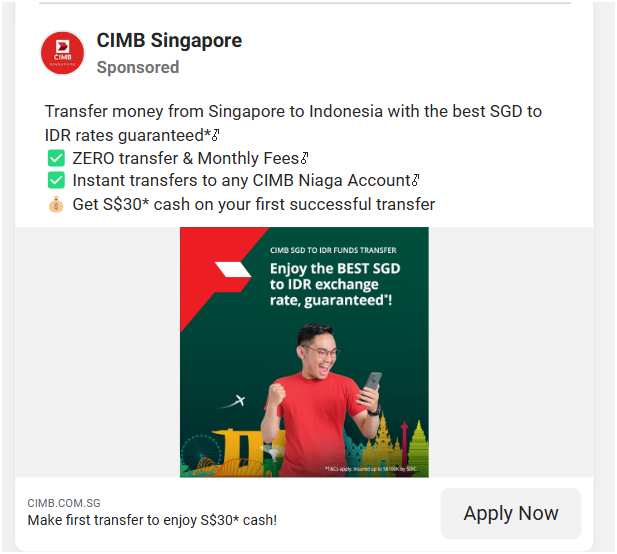 CIMB
SINGAPORE
CIMB Singapore
Sponsored
Transfer money from Singapore to Indonesia with the best SGD to
IDR rates guaranteed*
✅ ZERO transfer & Monthly Fees
✅ Instant transfers to any CIMB Niaga Account
💰 Get S$30* cash on your first successful transfer
CIMB SGD TO IDR FUNDS TRANSFER
Enjoy the BEST SGD
to IDR exchange
rate, guaranteed*!
*T&Cs apply. Insured up to S$100K by SDIC.
CIMB.COM.SG
Make first transfer to enjoy S$30* cash!
Apply Now